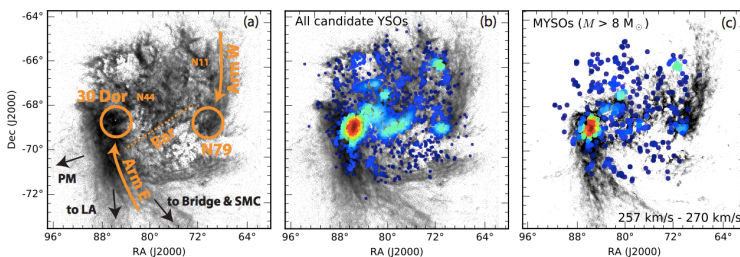 (a)
N11
Arm W
30 Dor
N44
Bar
N79
Arm E
PM
to LA
to Bridge & SMC
Dec (J2000)
-64°
-66°
-68°
-70°
-72°
96° 88° 80° 72° 64°
RA (J2000)
All candidate YSOs
(b)
96° 88° 80° 72° 64°
RA (J2000)
MYSOs (M > 8 M☉)
(c)
257 km/s - 270 km/s
96° 88° 80° 72° 64°
RA (J2000)